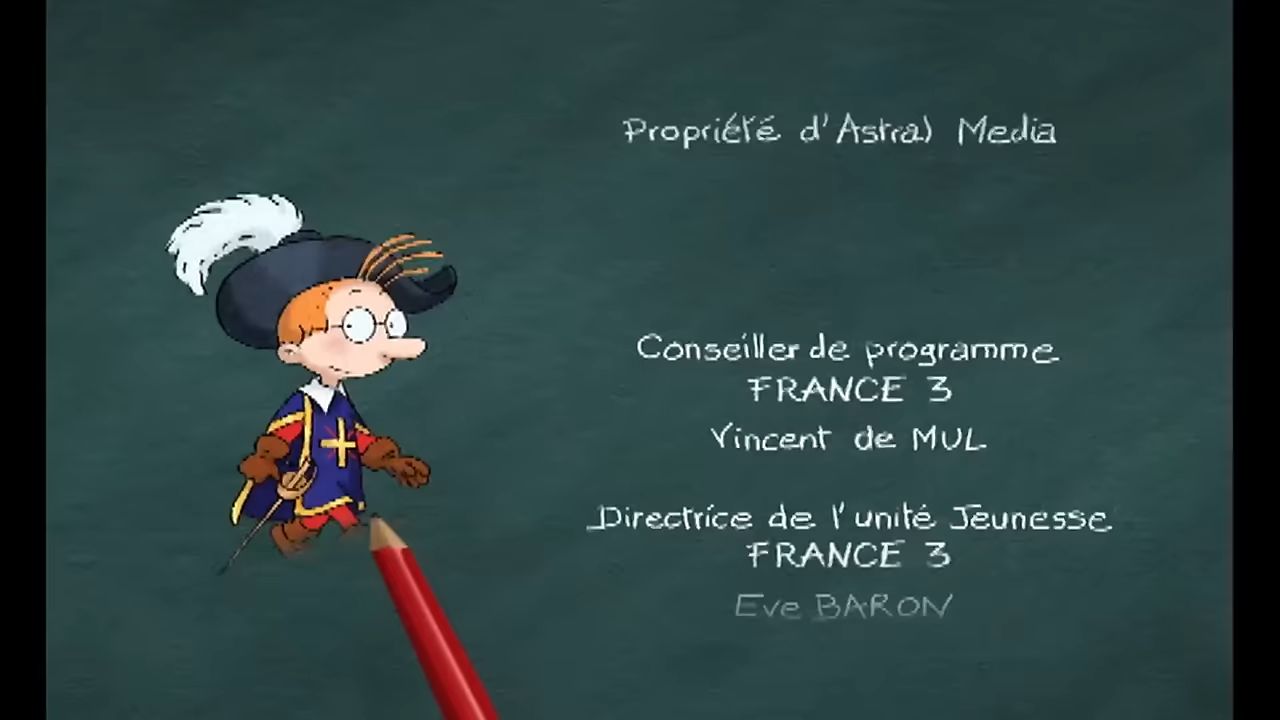 Propriété d'Astral Media
Conseiller de programme
FRANCE 3
Vincent de MUL
Directrice de l'unité Jeunesse
FRANCE 3
Eve BARON